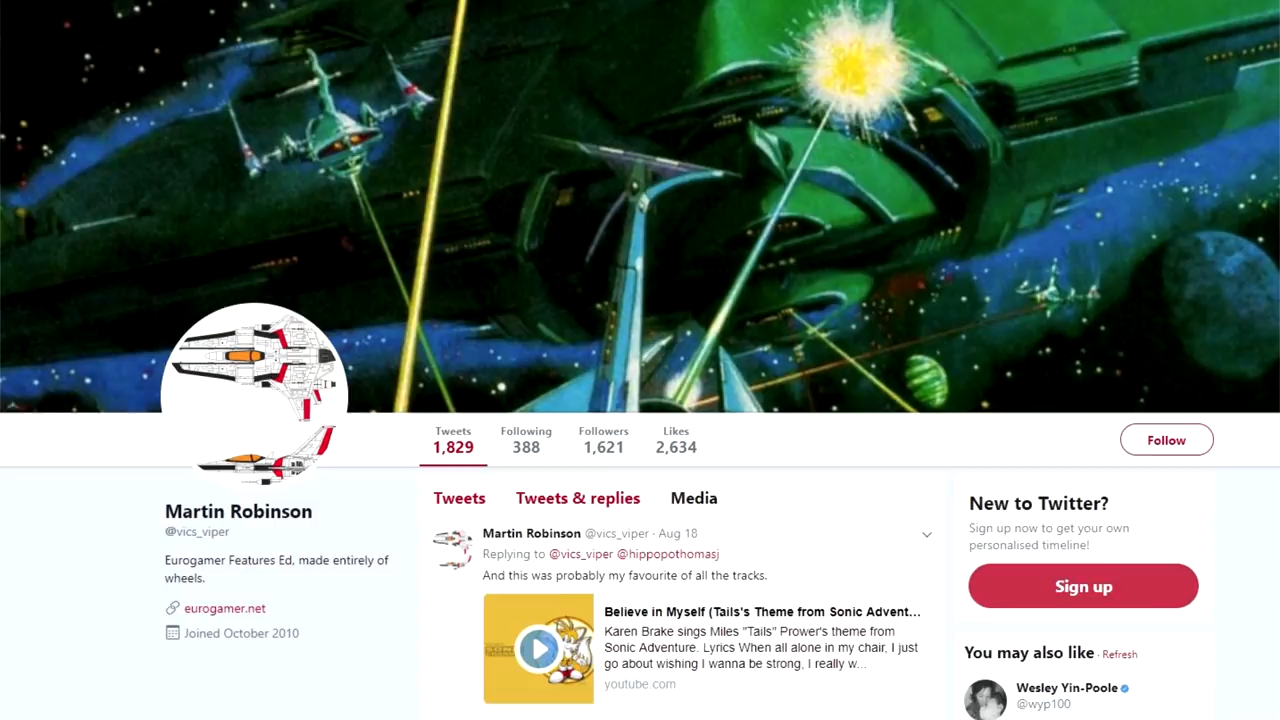 Tweets
1,829
Following
388
Followers
1,621
Likes
2,634
Follow
Martin Robinson
@vics_viper
Eurogamer Features Ed, made entirely of
wheels.
eurogamer.net
Joined October 2010
Tweets Tweets & replies Media
Martin Robinson @vics_viper · Aug 18
Replying to @vics_viper @hippopothomasj
And this was probably my favourite of all the tracks.
Believe in Myself (Tails's Theme from Sonic Advent...
Karen Brake sings Miles "Tails" Prower's theme from
Sonic Adventure. Lyrics When all alone in my chair, I just
go about wishing I wanna be strong, I really w...
youtube.com
New to Twitter?
Sign up now to get your own
personalised timeline!
Sign up
You may also like · Refresh
Wesley Yin-Poole
@wyp100